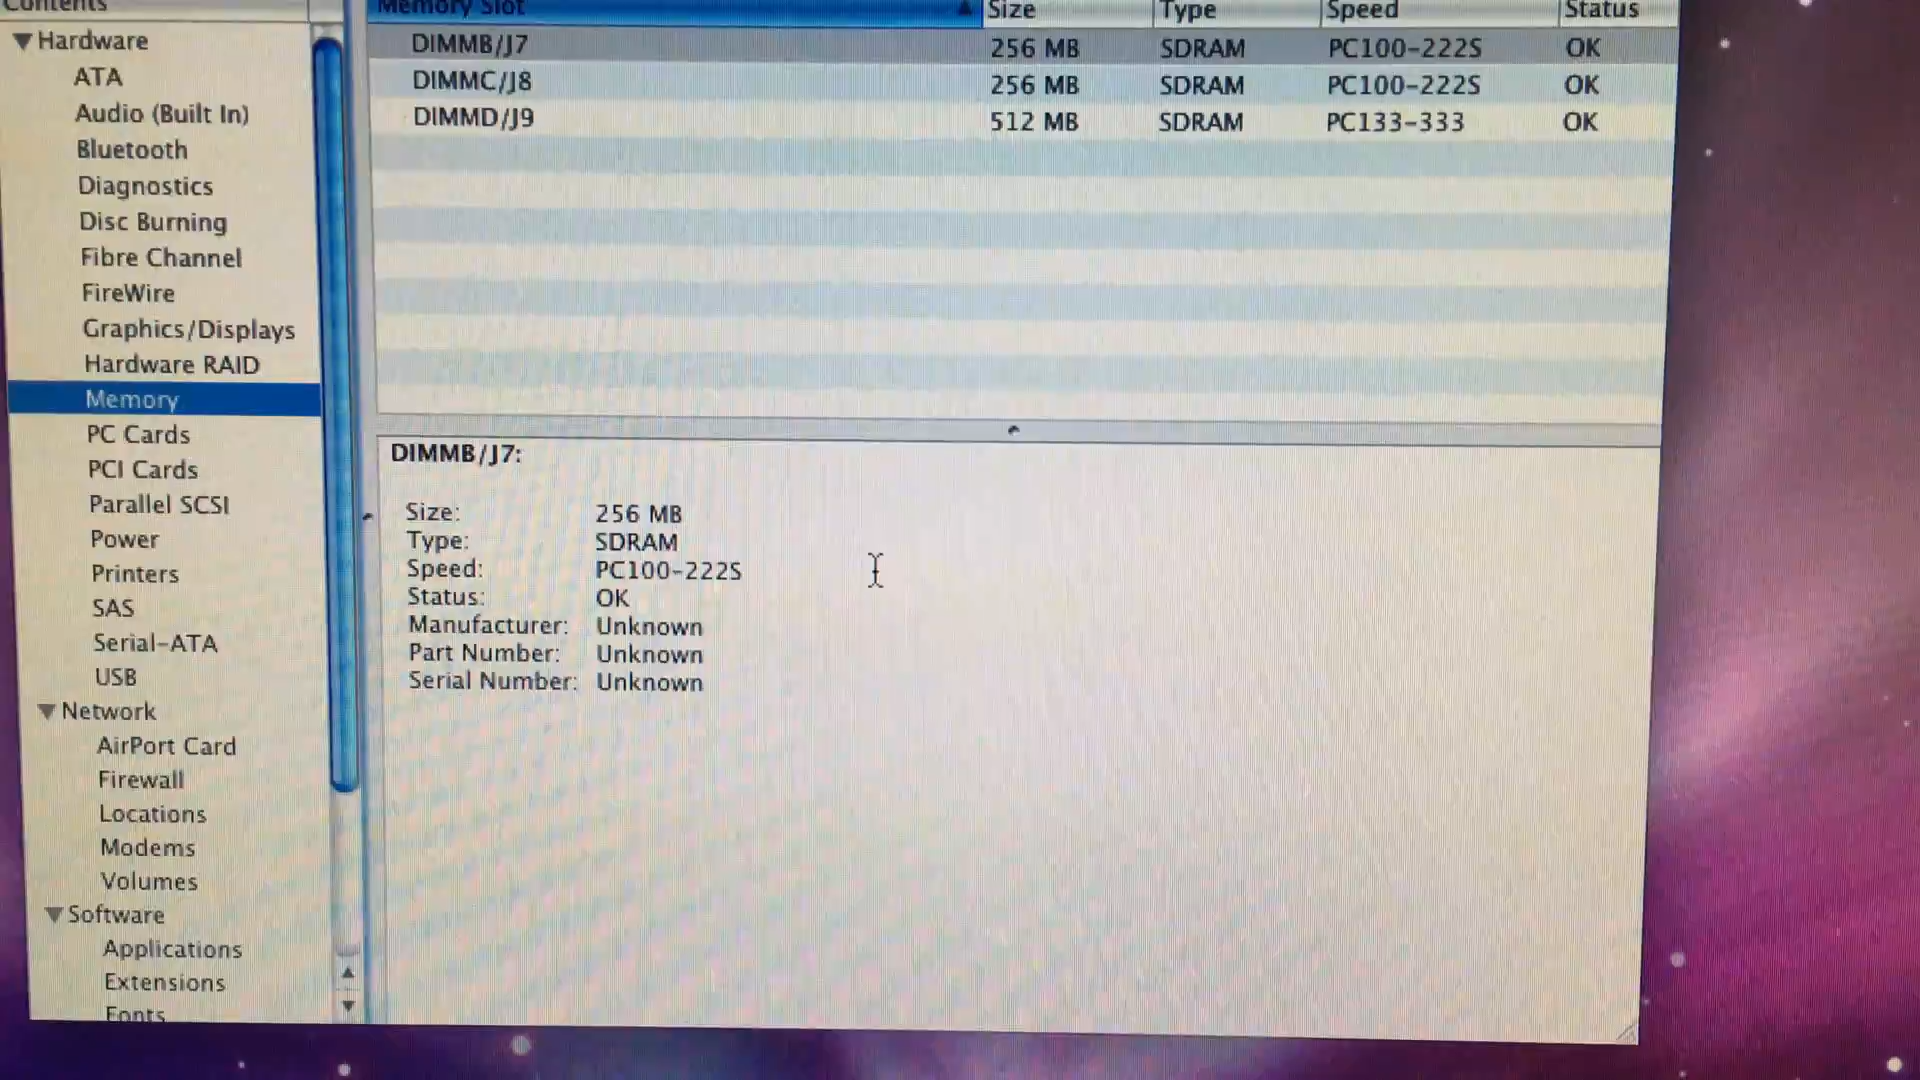 Contents
Memory Slot Size Type Speed Status
▼ Hardware
DIMMB/J7 256 MB SDRAM PC100-222S OK
ATA
DIMMC/J8 256 MB SDRAM PC100-222S OK
Audio (Built In)
DIMMD/J9 512 MB SDRAM PC133-333 OK
Bluetooth
Diagnostics
Disc Burning
Fibre Channel
FireWire
Graphics/Displays
Hardware RAID
Memory
PC Cards
PCI Cards
Parallel SCSI
Power
Printers
SAS
Serial-ATA
USB
▼ Network
AirPort Card
Firewall
Locations
Modems
Volumes
▼ Software
Applications
Extensions
Fonts
DIMMB/J7:
Size: 256 MB
Type: SDRAM
Speed: PC100-222S
Status: OK
Manufacturer: Unknown
Part Number: Unknown
Serial Number: Unknown